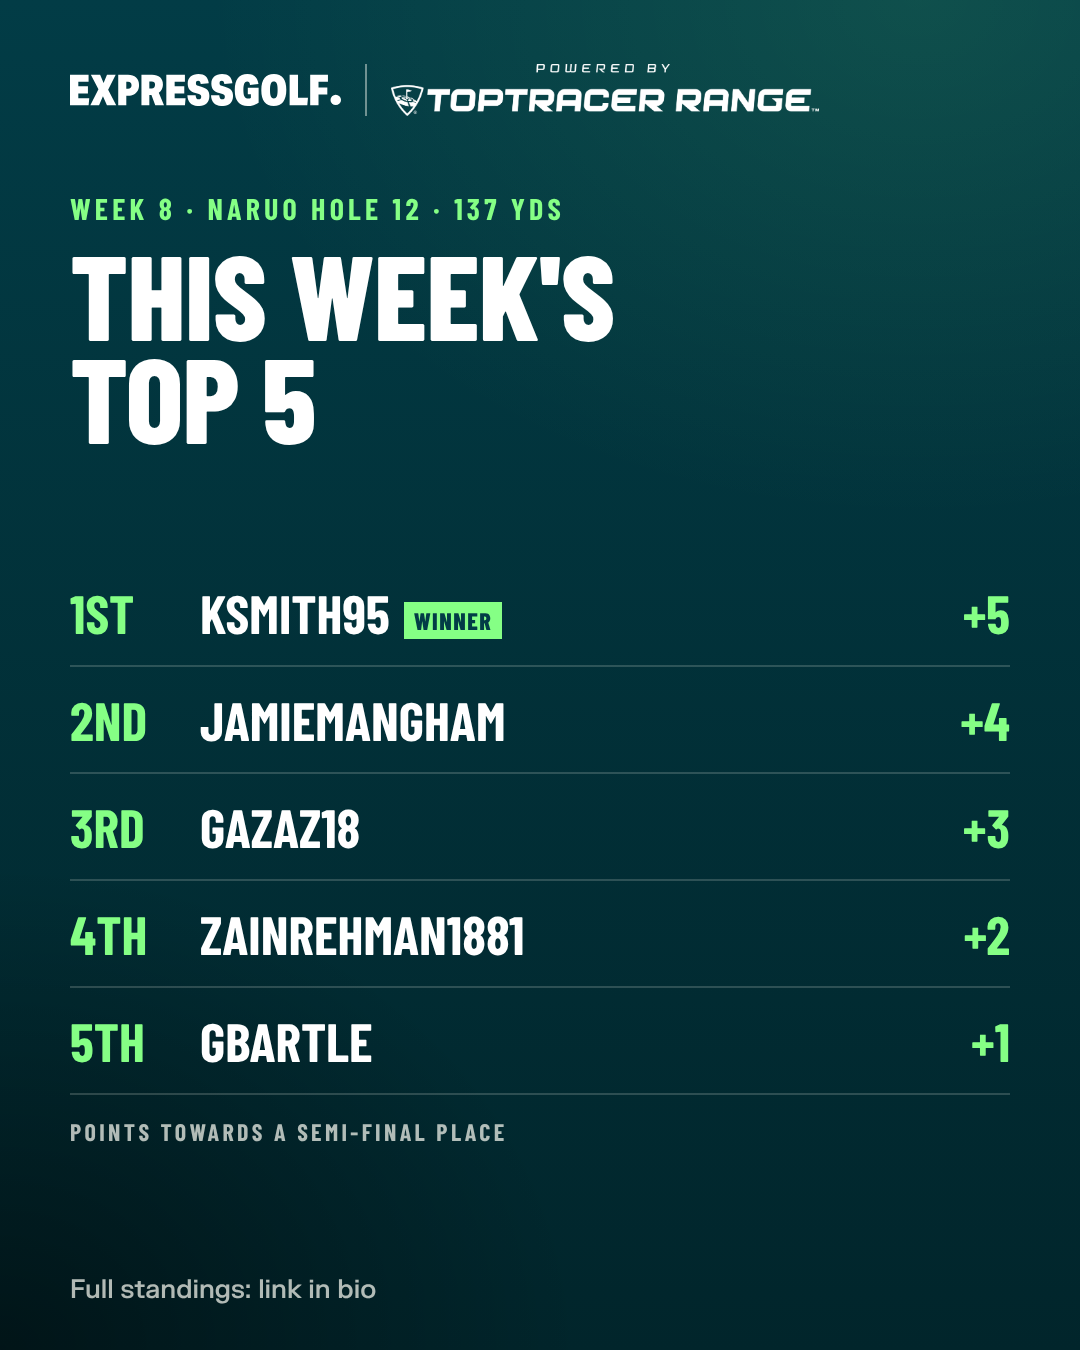 EXPRESSGOLF.
POWERED BY
TOPTRACER RANGE™
WEEK 8 · NARUO HOLE 12 · 137 YDS
THIS WEEK'S
TOP 5
1ST KSMITH95 WINNER +5
2ND JAMIEMANGHAM +4
3RD GAZAZ18 +3
4TH ZAINREHMAN1881 +2
5TH GBARTLE +1
POINTS TOWARDS A SEMI-FINAL PLACE
Full standings: link in bio